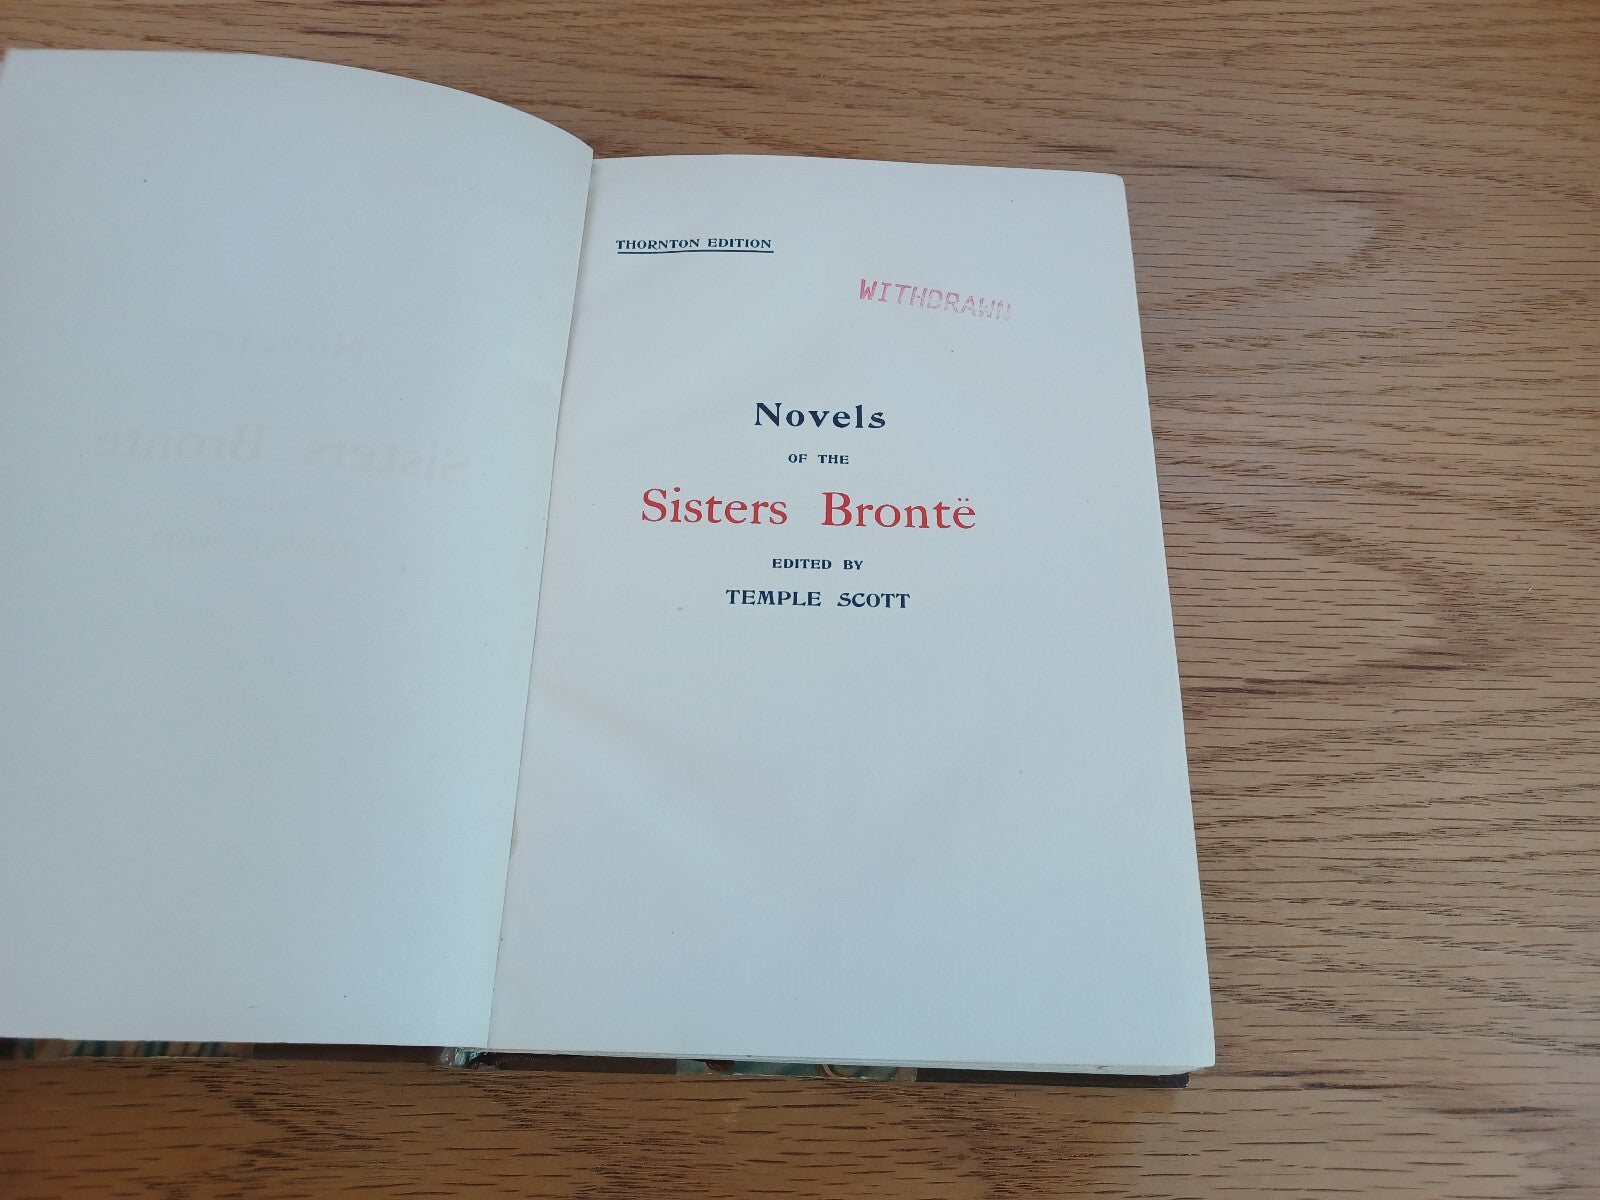 THORNTON EDITION
WITHDRAWN
Novels
OF THE
Sisters Brontë
EDITED BY
TEMPLE SCOTT